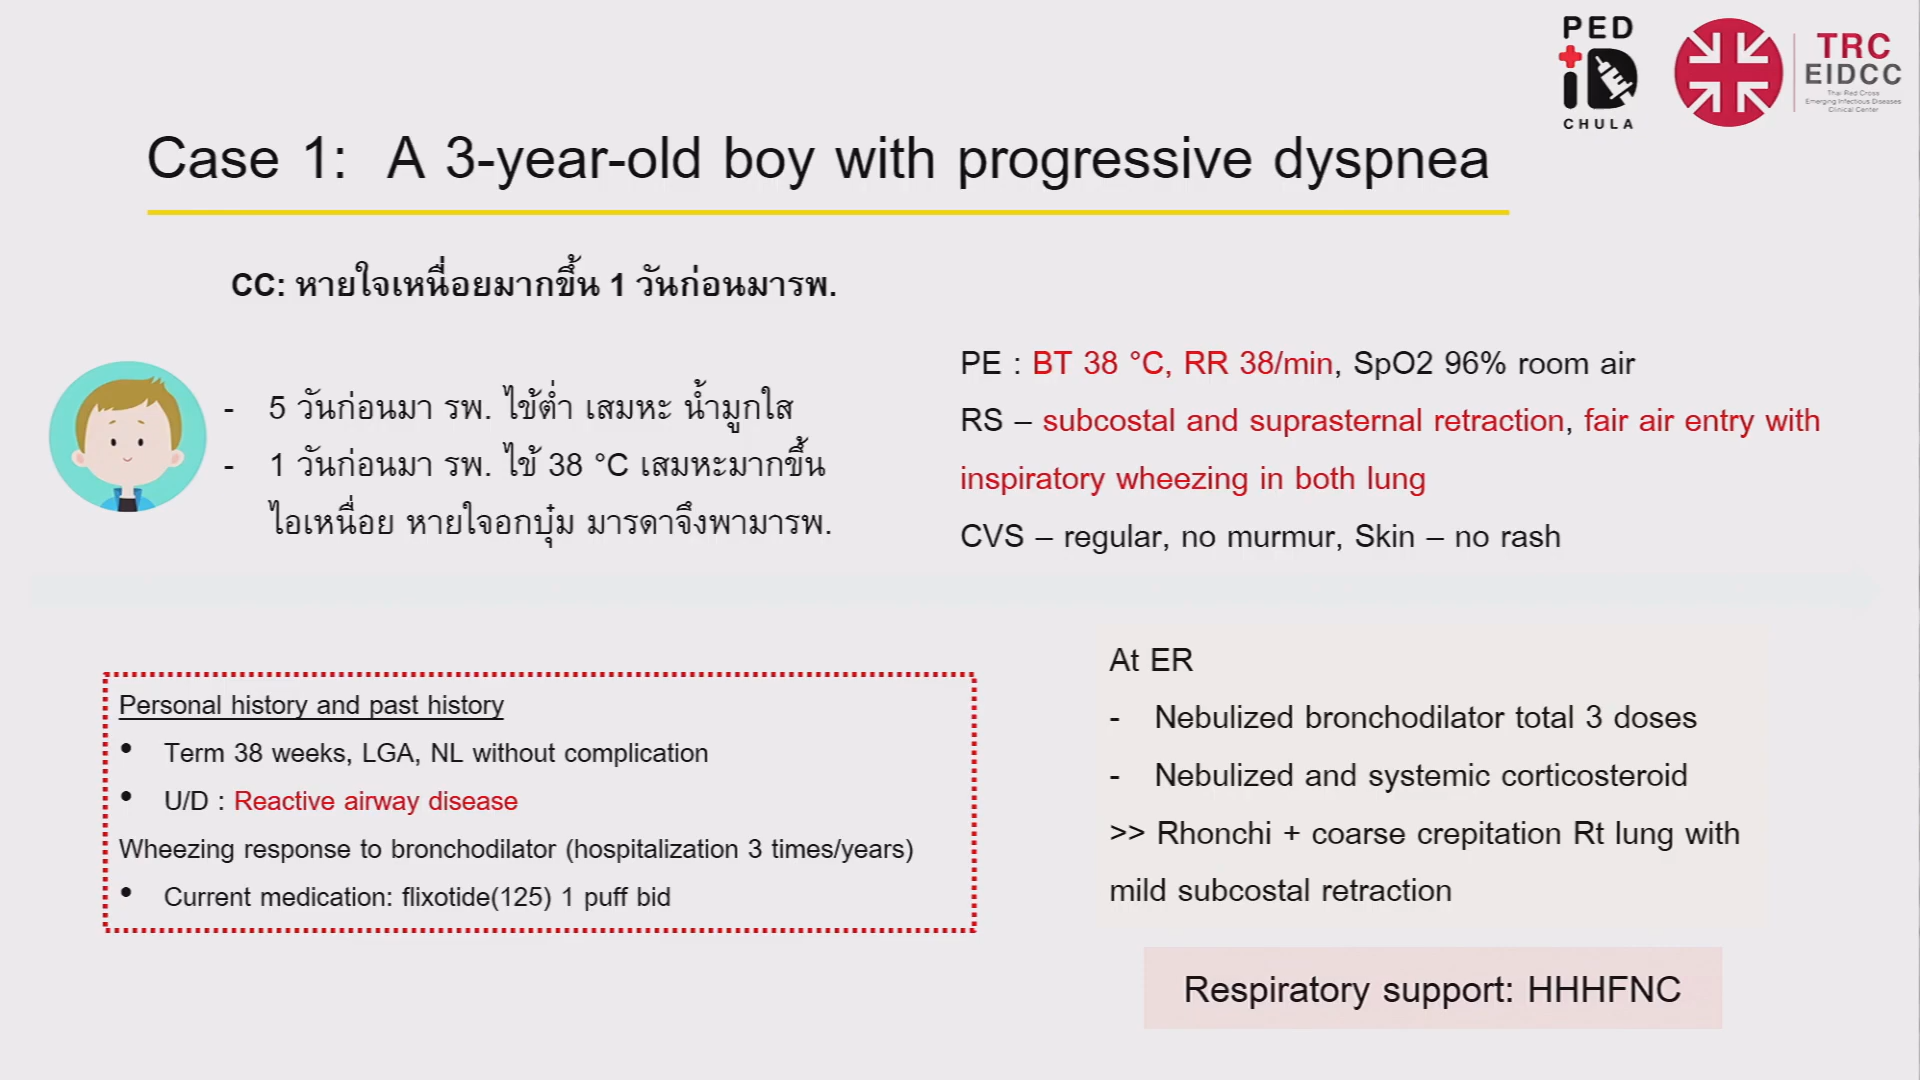 PED
iD
CHULA
TRC
EIDCC
Thai Red Cross
Emerging Infectious Diseases
Clinical Center
Case 1: A 3-year-old boy with progressive dyspnea
CC: หายใจเหนื่อยมากขึ้น 1 วันก่อนมารพ.
- 5 วันก่อนมา รพ. ไข้ต่ำ เสมหะ น้ำมูกใส
- 1 วันก่อนมา รพ. ไข้ 38 °C เสมหะมากขึ้น
ไอเหนื่อย หายใจอกบุ๋ม มารดาจึงพามารพ.
PE : BT 38 °C, RR 38/min, SpO2 96% room air
RS – subcostal and suprasternal retraction, fair air entry with
inspiratory wheezing in both lung
CVS – regular, no murmur, Skin – no rash
Personal history and past history
• Term 38 weeks, LGA, NL without complication
• U/D : Reactive airway disease
Wheezing response to bronchodilator (hospitalization 3 times/years)
• Current medication: flixotide(125) 1 puff bid
At ER
- Nebulized bronchodilator total 3 doses
- Nebulized and systemic corticosteroid
>> Rhonchi + coarse crepitation Rt lung with
mild subcostal retraction
Respiratory support: HHHFNC